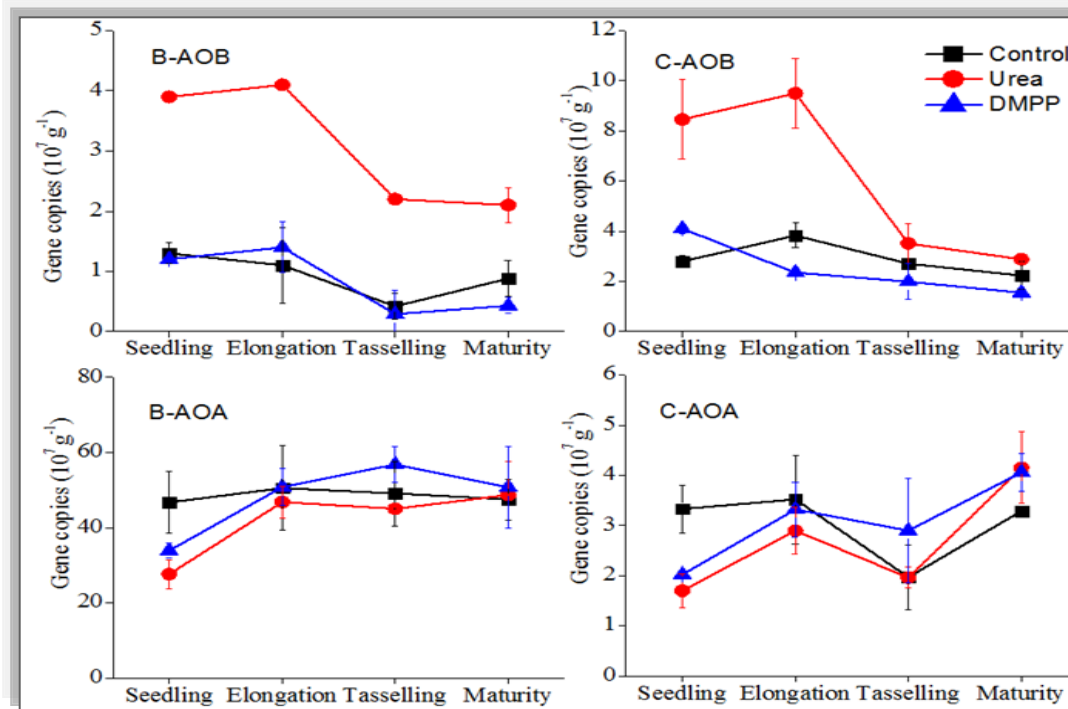 B-AOB
5
4
3
2
1
0
Gene copies (10⁷ g⁻¹)
Seedling Elongation Tasselling Maturity
C-AOB
Control
Urea
DMPP
12
10
8
6
4
2
0
Gene copies (10⁷ g⁻¹)
Seedling Elongation Tasselling Maturity
B-AOA
80
60
40
20
0
Gene copies (10⁷ g⁻¹)
Seedling Elongation Tasselling Maturity
C-AOA
6
5
4
3
2
1
0
Gene copies (10⁷ g⁻¹)
Seedling Elongation Tasselling Maturity